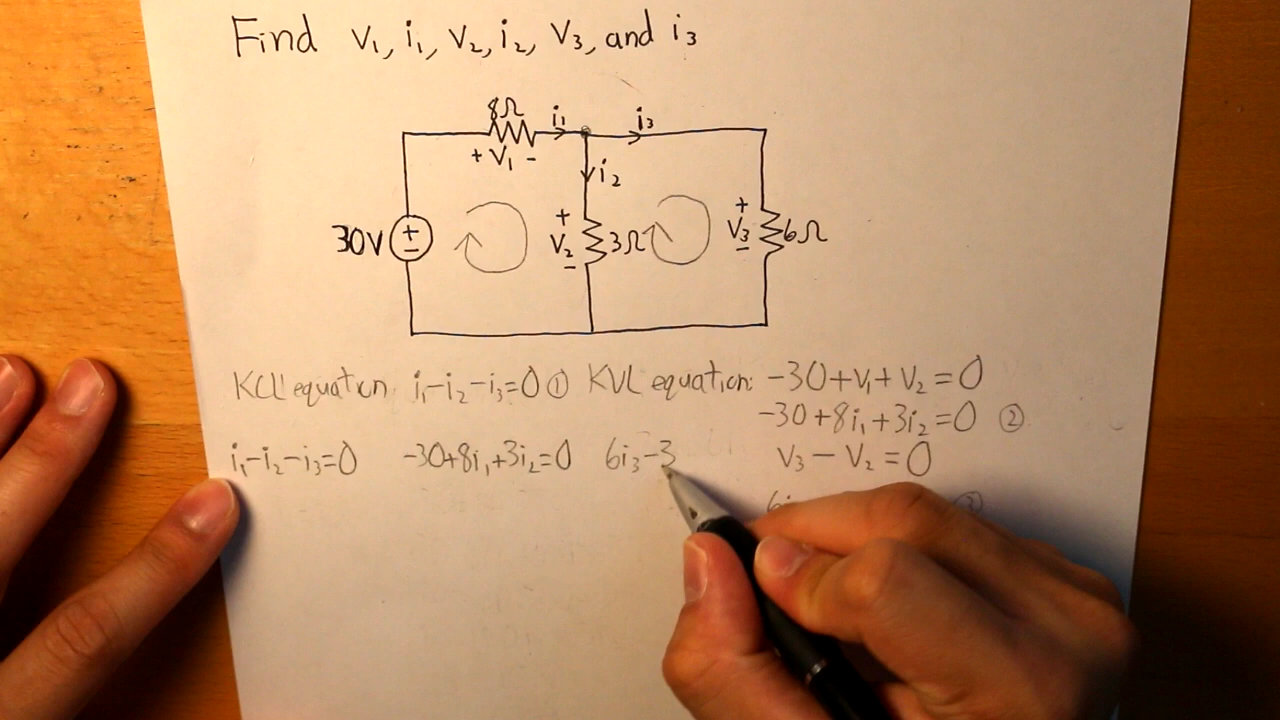 Find V₁, i₁, V₂, i₂, V₃, and i₃
8Ω i₁ i₃
+ V₁ -
i₂
30V + - + V₂ - 3Ω + V₃ - 6Ω
KCL equation: i₁-i₂-i₃=0 ① KVL equation: -30+V₁+V₂=0
-30+8i₁+3i₂=0 ②
i₁-i₂-i₃=0 -30+8i₁+3i₂=0 6i₃-3 V₃-V₂=0
③